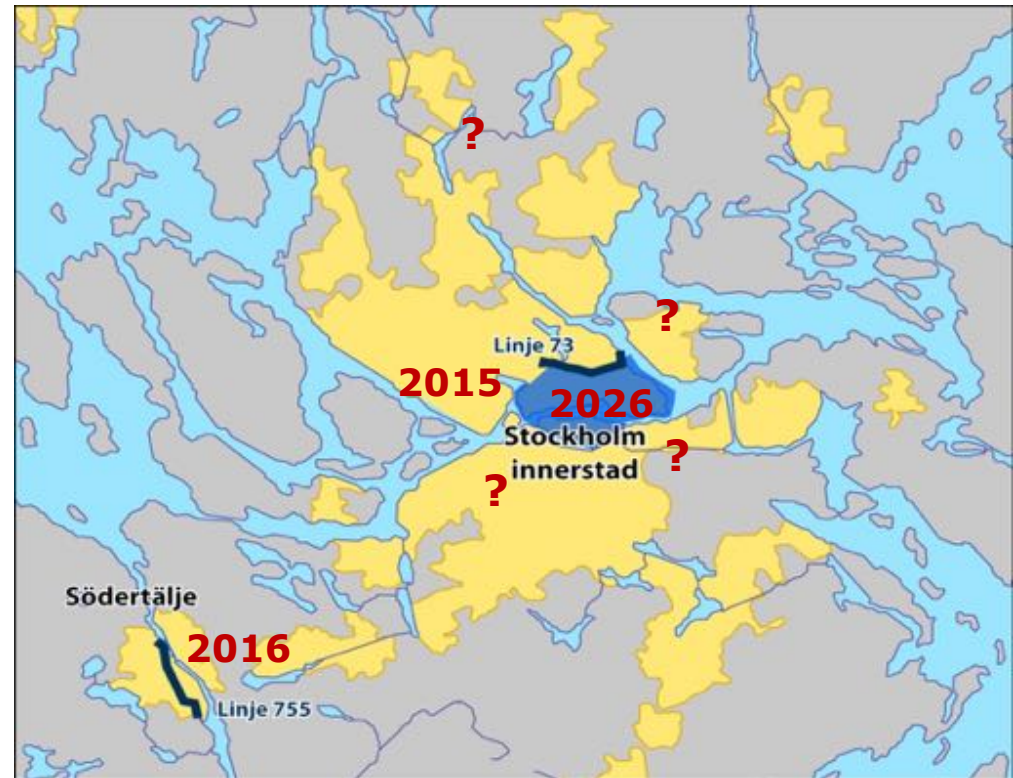 ?
?
Linje 73
2015
2026
Stockholm
innerstad
?
?
Södertälje
2016
Linje 755